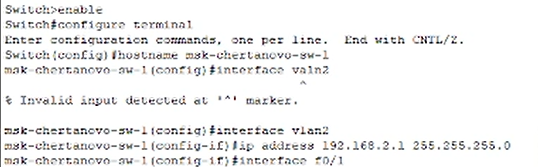 Switch>enable
Switch#configure terminal
Enter configuration commands, one per line. End with CNTL/Z.
Switch(config)#hostname msk-chertanovo-sw-1
msk-chertanovo-sw-1(config)#interface valn2
^
% Invalid input detected at '^' marker.
msk-chertanovo-sw-1(config)#interface vlan2
msk-chertanovo-sw-1(config-if)#ip address 192.168.2.1 255.255.255.0
msk-chertanovo-sw-1(config-if)#interface f0/1